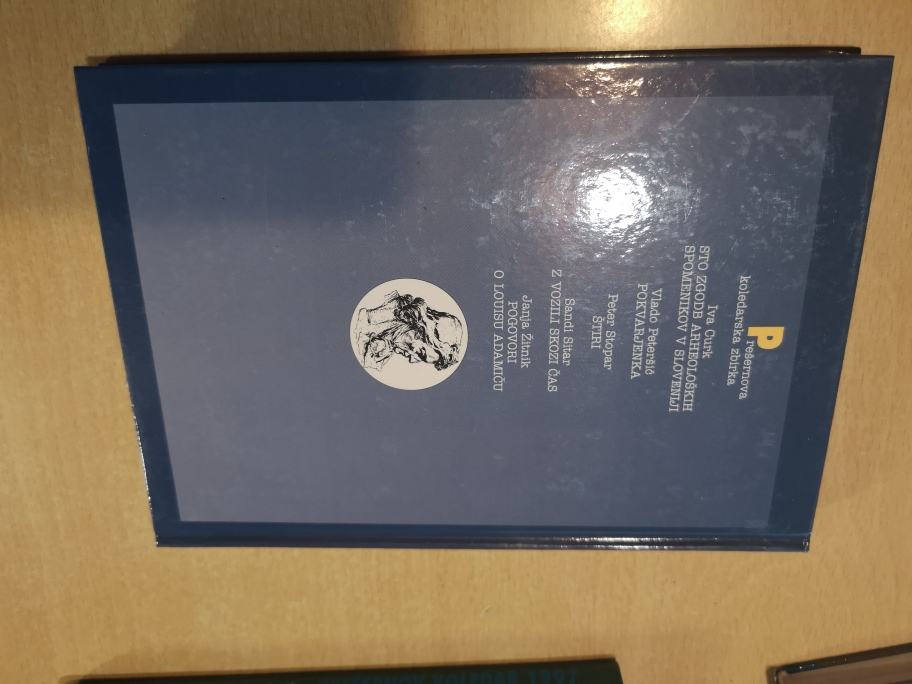 Prešernova
koledarska zbirka
Iva Curk
STO ZGODB ARHEOLOŠKIH
SPOMENIKOV V SLOVENIJI
Vlado Peteršič
POKVARJENKA
Peter Stopar
ŠTIRI
Sandi Sitar
Z VOZILI SKOZI ČAS
Janja Žitnik
POGOVORI
O LOUISU ADAMIČU